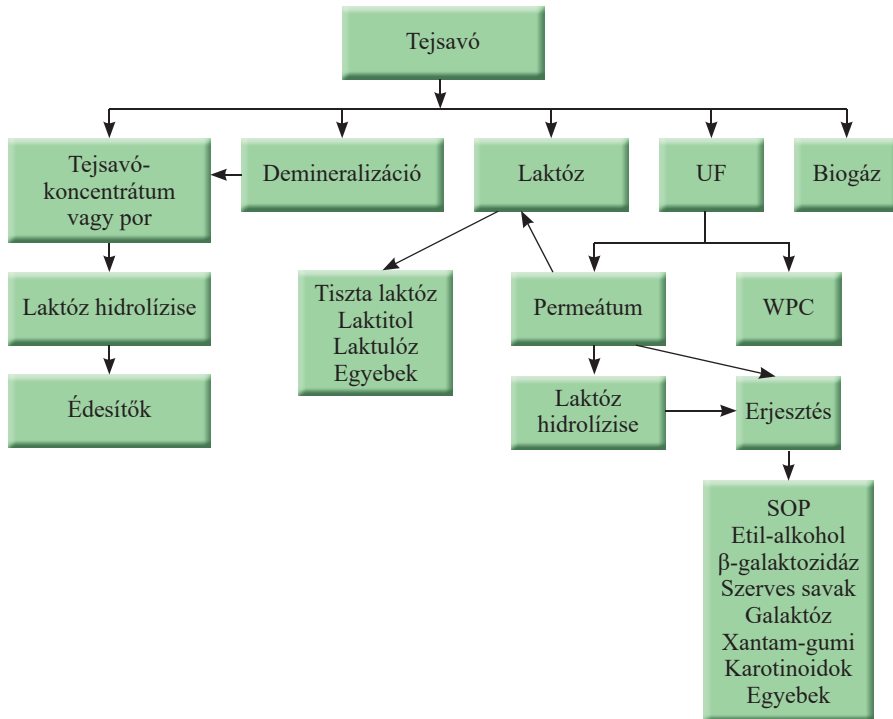 Tejsavó
Tejsavó-
koncentrátum
vagy por
Demineralizáció
Laktóz
UF
Biogáz
Laktóz hidrolízise
Tiszta laktóz
Laktitol
Laktulóz
Egyebek
Permeátum
WPC
Édesítők
Laktóz
hidrolízise
Erjesztés
SOP
Etil-alkohol
β-galaktozidáz
Szerves savak
Galaktóz
Xantam-gumi
Karotinoidok
Egyebek